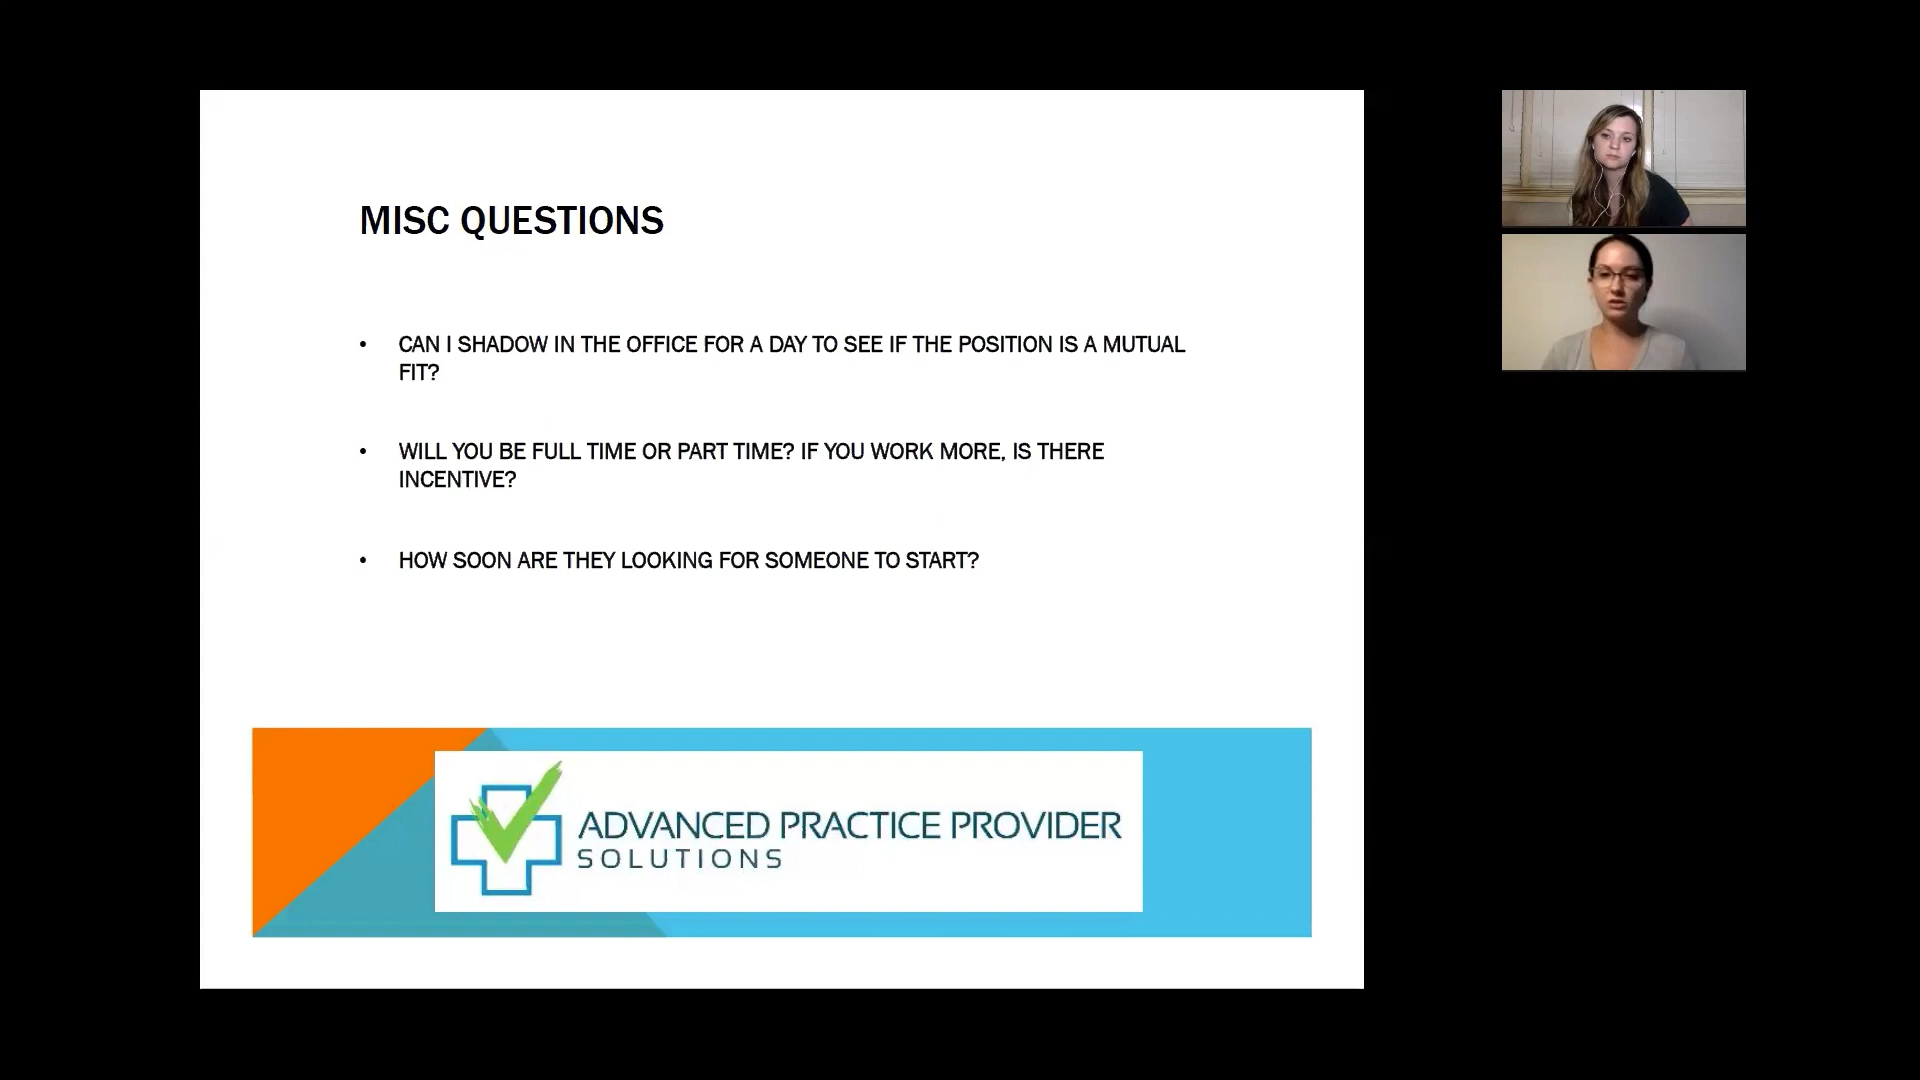 MISC QUESTIONS
• CAN I SHADOW IN THE OFFICE FOR A DAY TO SEE IF THE POSITION IS A MUTUAL
FIT?
• WILL YOU BE FULL TIME OR PART TIME? IF YOU WORK MORE, IS THERE
INCENTIVE?
• HOW SOON ARE THEY LOOKING FOR SOMEONE TO START?
ADVANCED PRACTICE PROVIDER
SOLUTIONS